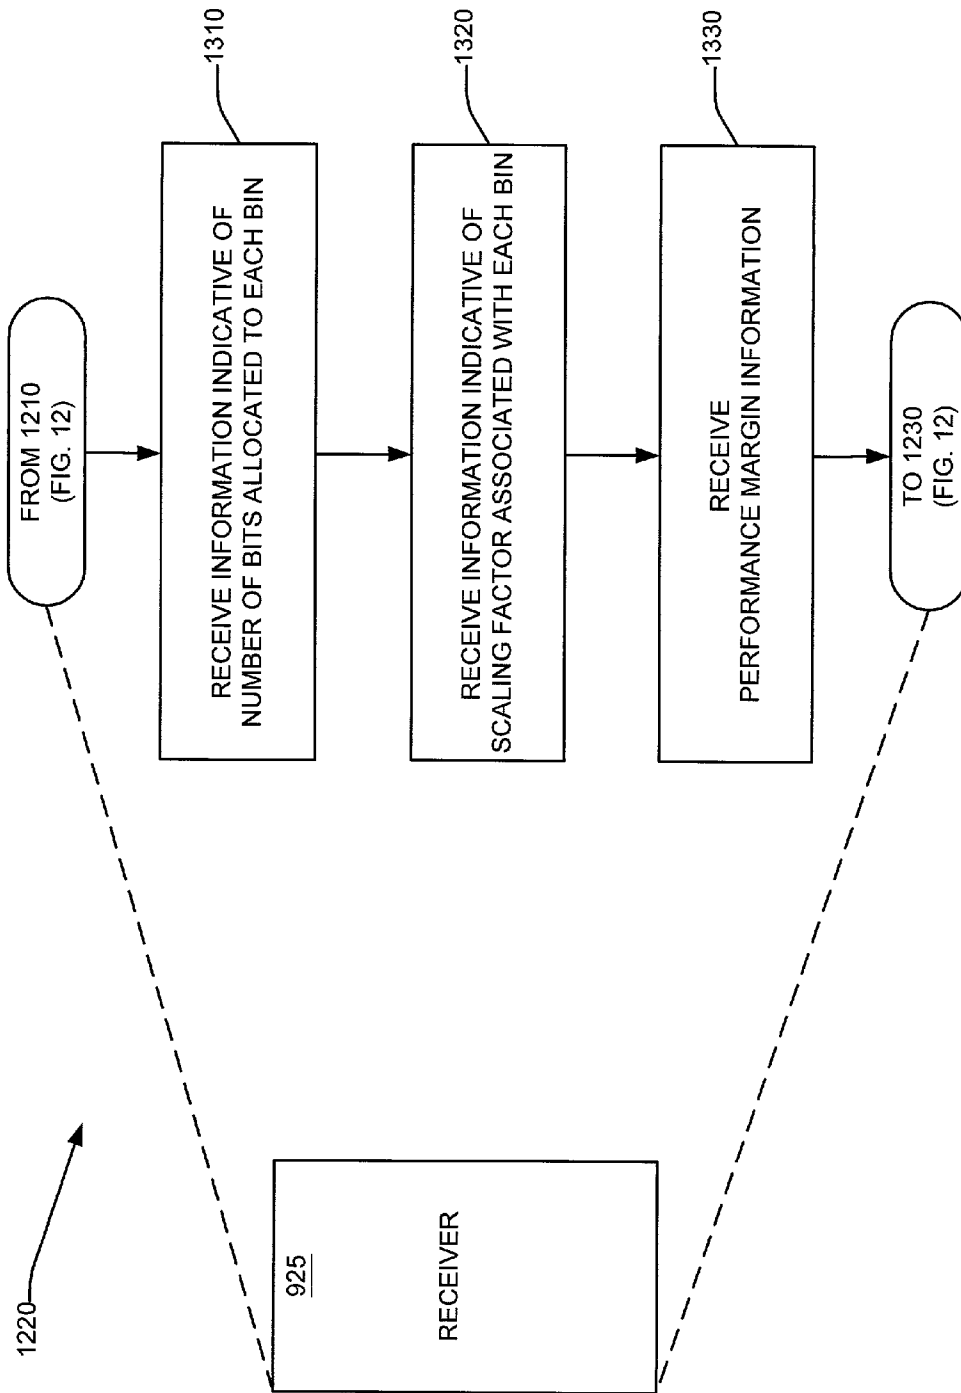 1220
925
RECEIVER
FROM 1210
(FIG. 12)
RECEIVE INFORMATION INDICATIVE OF
NUMBER OF BITS ALLOCATED TO EACH BIN
1310
RECEIVE INFORMATION INDICATIVE OF
SCALING FACTOR ASSOCIATED WITH EACH BIN
1320
RECEIVE
PERFORMANCE MARGIN INFORMATION
1330
TO 1230
(FIG. 12)